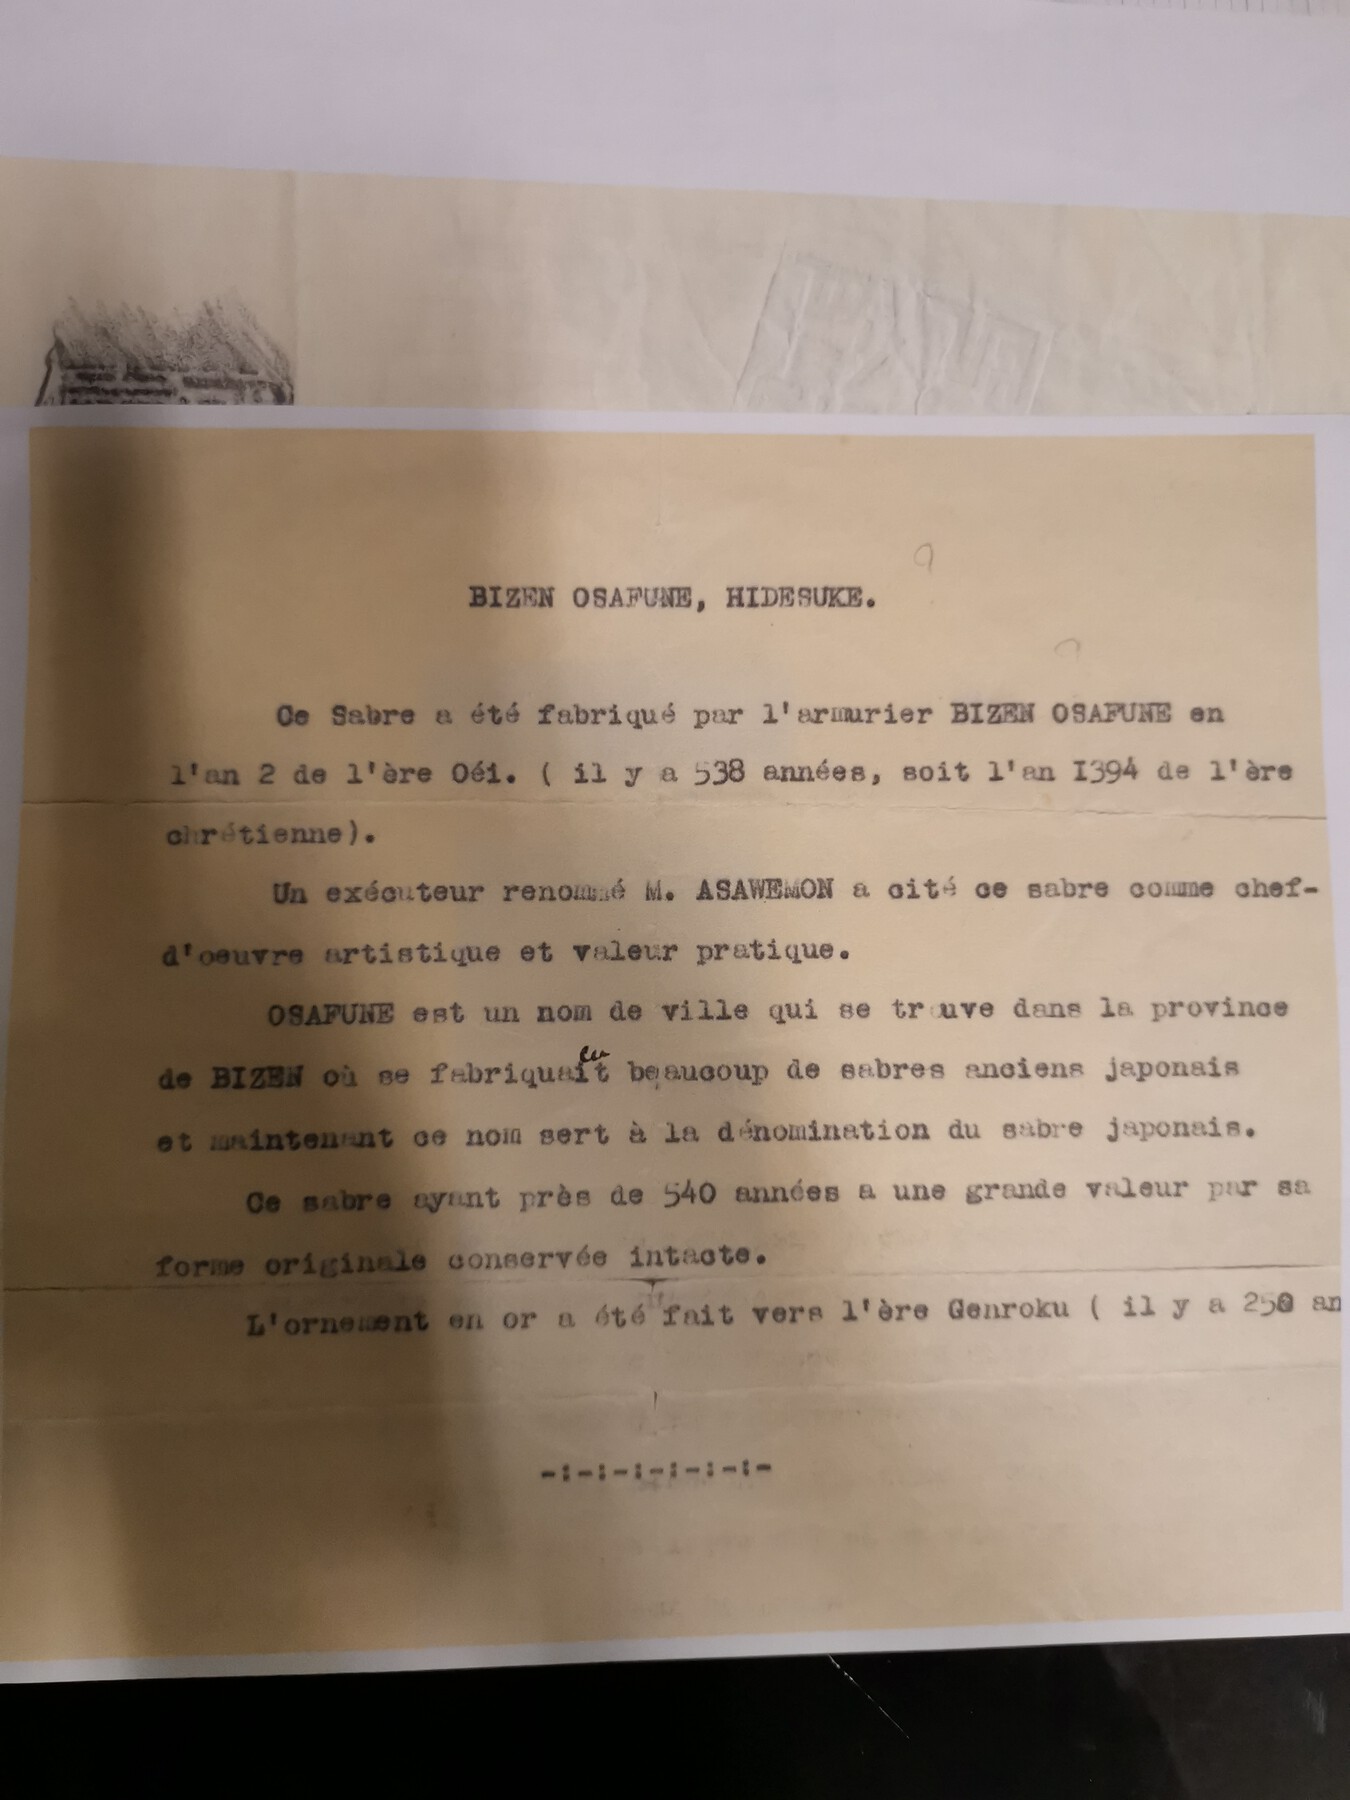 BIZEN OSAFUNE, HIDESUKE.
Ce Sabre a été fabriqué par l'armurier BIZEN OSAFUNE en
l'an 2 de l'ère Oéi. ( il y a 538 années, soit l'an I394 de l'ère
chrétienne).
Un exécuteur renommé M. ASAWEMON a cité ce sabre comme chef-
d'oeuvre artistique et valeur pratique.
OSAFUNE est un nom de ville qui se trouve dans la province
en
de BIZEN où se fabriquait beaucoup de sabres anciens japonais
et maintenant ce nom sert à la dénomination du sabre japonais.
Ce sabre ayant près de 540 années a une grande valeur par sa
forme originale conservée intacte.
L'ornement en or a été fait vers l'ère Genroku ( il y a 250 an
-:-:-:-:-:-:-